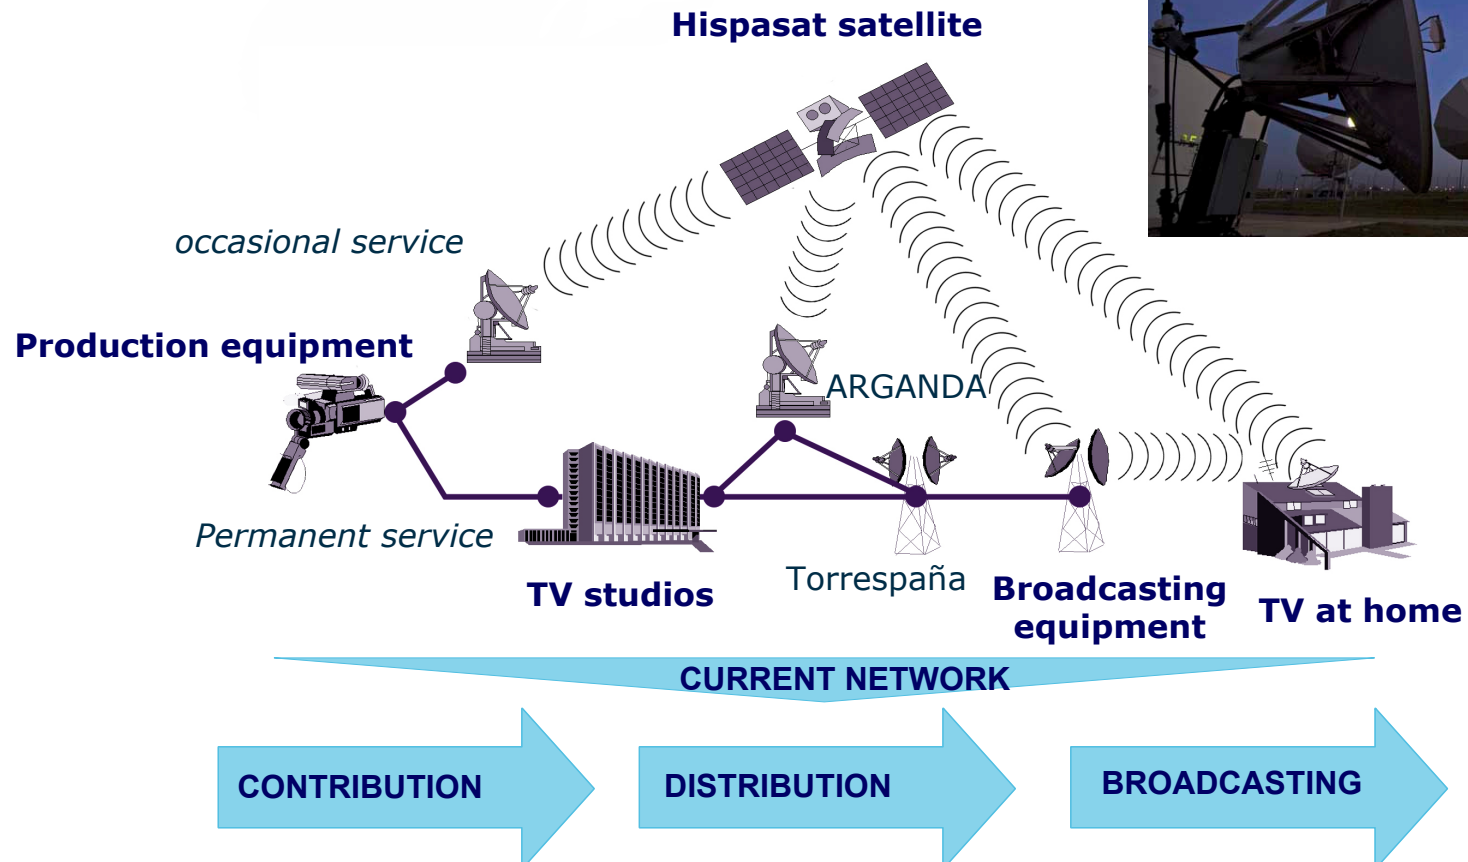 Hispasat satellite
occasional service
Production equipment
ARGANDA
Permanent service
TV studios
Torrespaña
Broadcasting
equipment
TV at home
CURRENT NETWORK
CONTRIBUTION
DISTRIBUTION
BROADCASTING